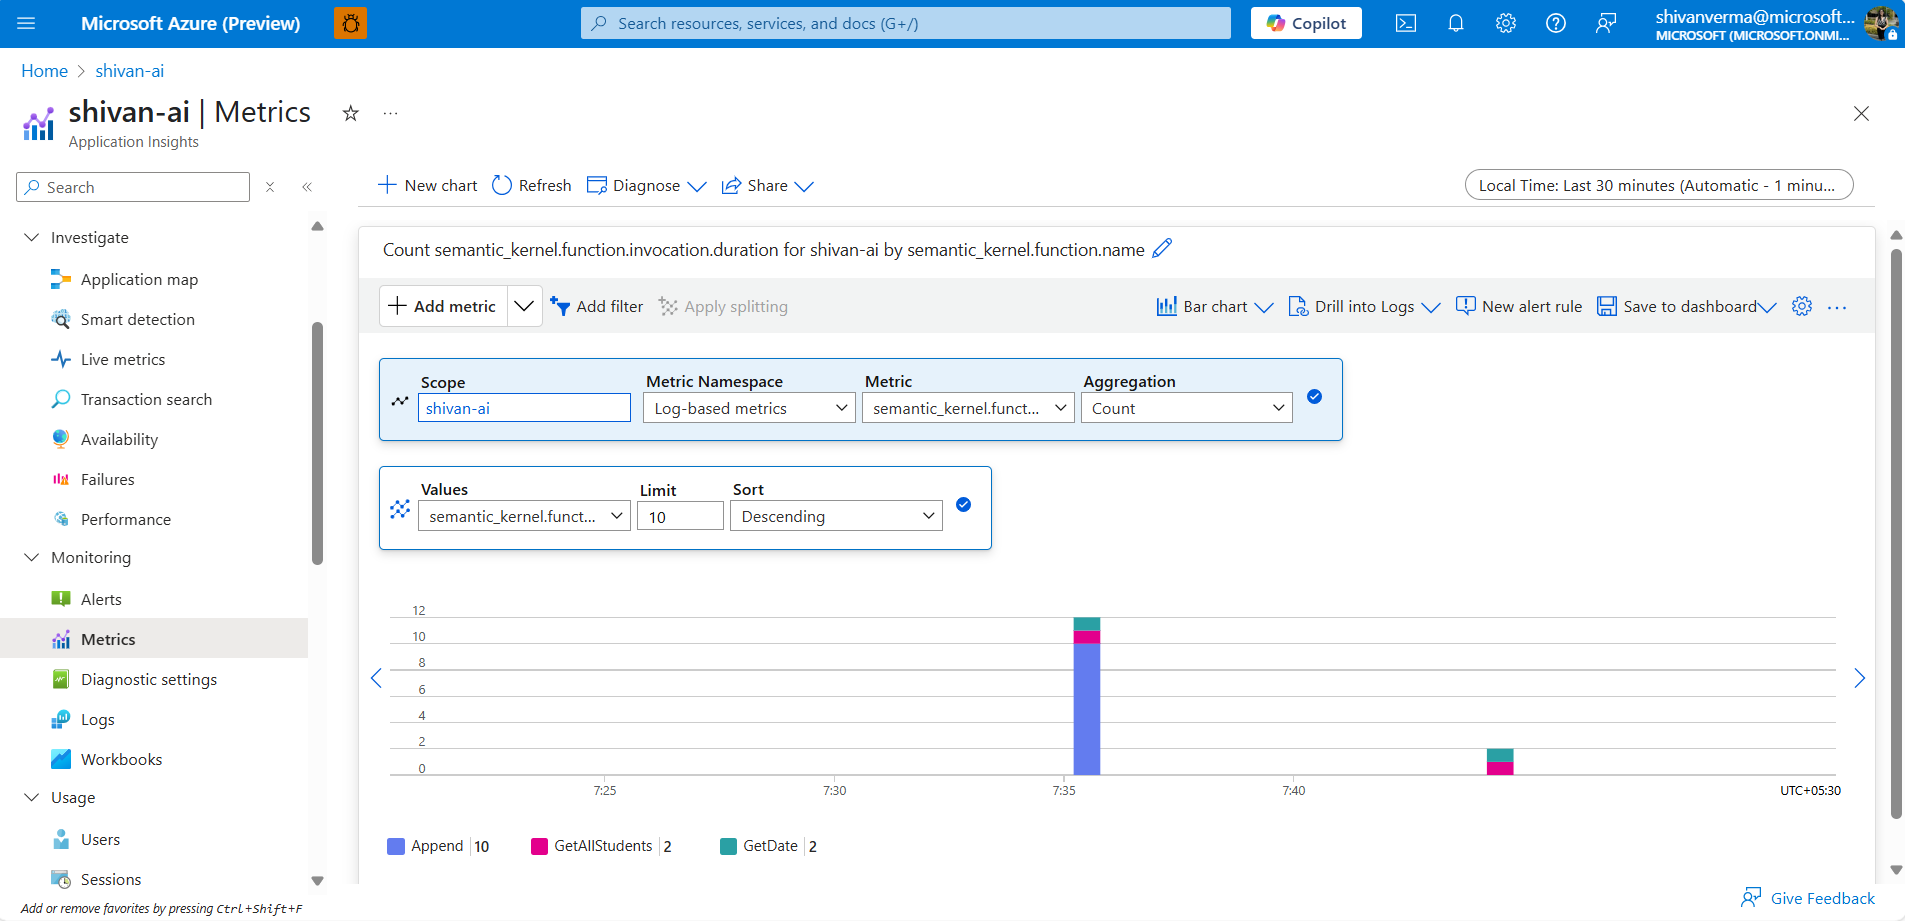 Microsoft Azure (Preview)
Search resources, services, and docs (G+/)
Copilot
shivanverma@microsoft...
MICROSOFT (MICROSOFT.ONMI...
Home > shivan-ai
shivan-ai | Metrics
Application Insights
Search
New chart
Refresh
Diagnose
Share
Local Time: Last 30 minutes (Automatic - 1 minu...
Investigate
Application map
Smart detection
Live metrics
Transaction search
Availability
Failures
Performance
Monitoring
Alerts
Metrics
Diagnostic settings
Logs
Workbooks
Usage
Users
Sessions
Add or remove favorites by pressing Ctrl+Shift+F
Count semantic_kernel.function.invocation.duration for shivan-ai by semantic_kernel.function.name
Add metric
Add filter
Apply splitting
Bar chart
Drill into Logs
New alert rule
Save to dashboard
Scope
shivan-ai
Metric Namespace
Log-based metrics
Metric
semantic_kernel.funct...
Aggregation
Count
Values
semantic_kernel.funct...
Limit
10
Sort
Descending
12
10
8
6
4
2
0
7:25
7:30
7:35
7:40
UTC+05:30
Append 10
GetAllStudents 2
GetDate 2
Give Feedback